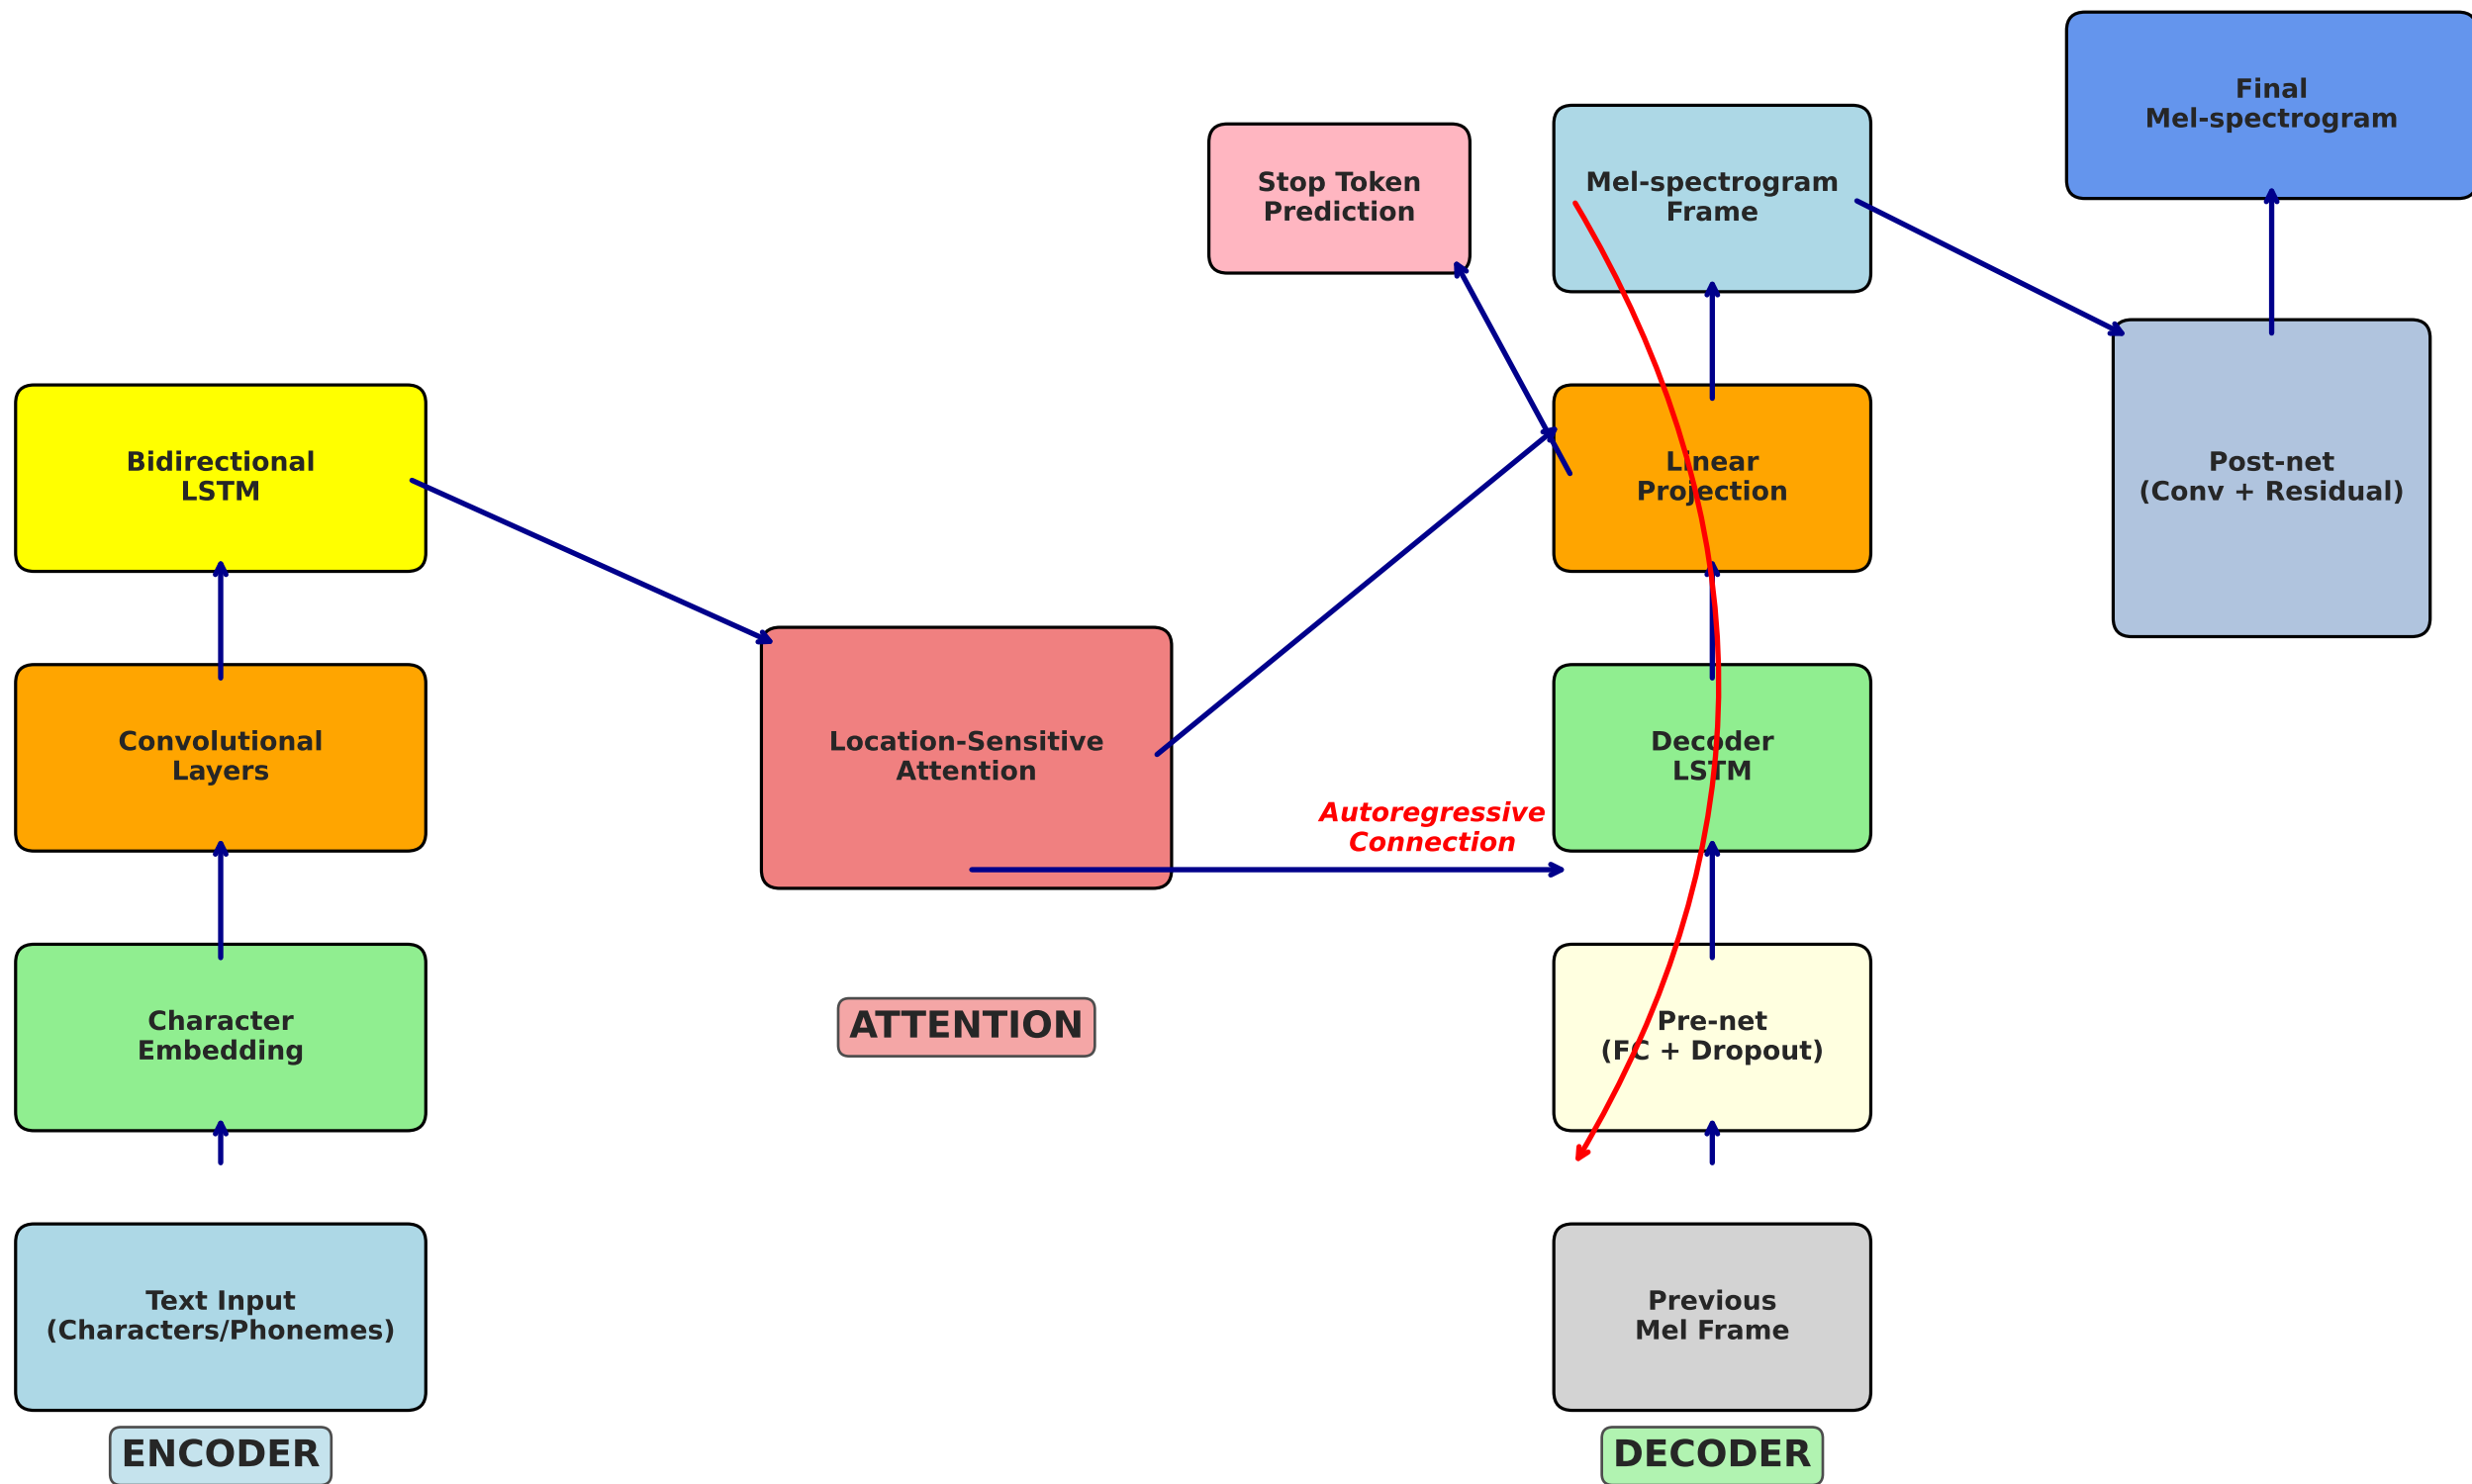 Final
Mel-spectrogram
Stop Token
Prediction
Mel-spectrogram
Frame
Bidirectional
LSTM
Linear
Projection
Post-net
(Conv + Residual)
Convolutional
Layers
Location-Sensitive
Attention
Decoder
LSTM
Autoregressive
Connection
Character
Embedding
ATTENTION
Pre-net
(FC + Dropout)
Text Input
(Characters/Phonemes)
Previous
Mel Frame
ENCODER
DECODER